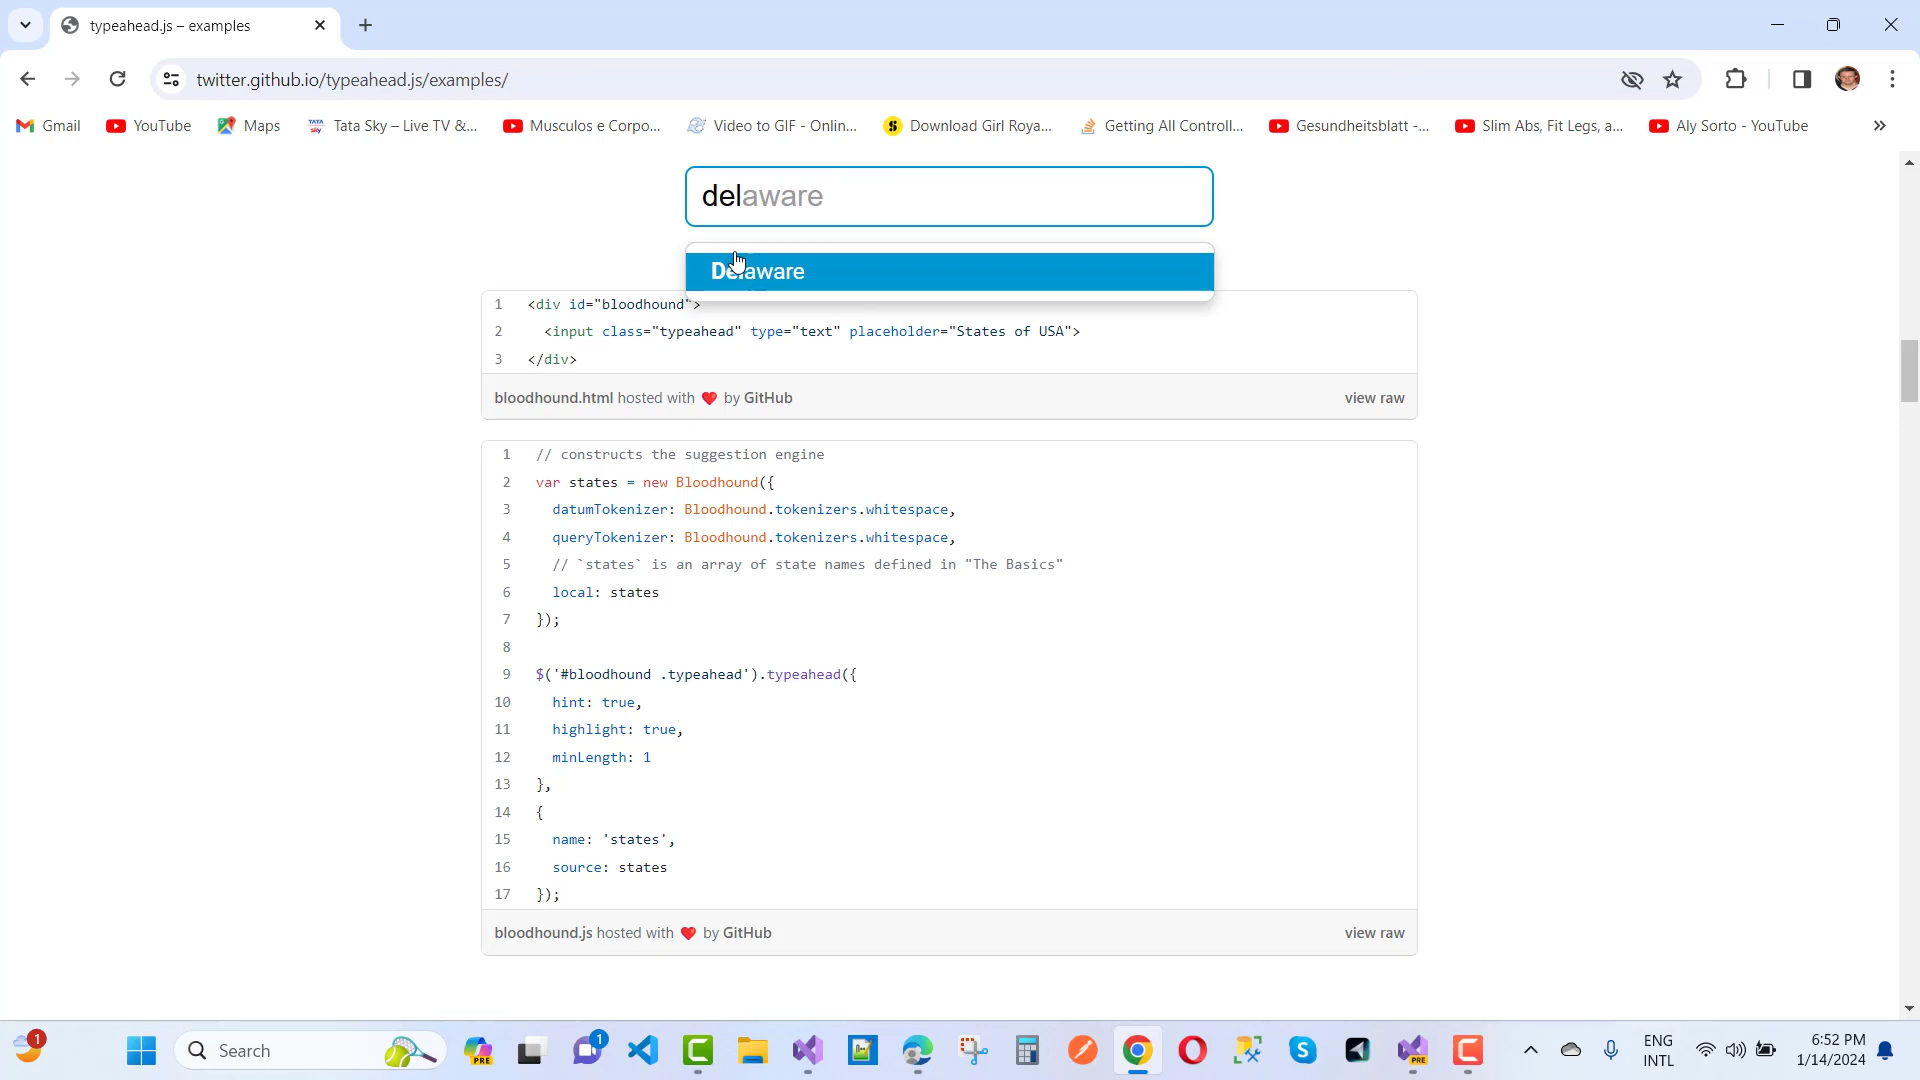 typeahead.js – examples
twitter.github.io/typeahead.js/examples/
Gmail
YouTube
Maps
TATA sky
Tata Sky – Live TV &...
Musculos e Corpo...
Video to GIF - Onlin...
Download Girl Roya...
Getting All Controll...
Gesundheitsblatt -...
Slim Abs, Fit Legs, a...
Aly Sorto - YouTube
delaware
Delaware
1 <div id="bloodhound">
2 <input class="typeahead" type="text" placeholder="States of USA">
3 </div>
bloodhound.html hosted with ❤ by GitHub view raw
1 // constructs the suggestion engine
2 var states = new Bloodhound({
3 datumTokenizer: Bloodhound.tokenizers.whitespace,
4 queryTokenizer: Bloodhound.tokenizers.whitespace,
5 // `states` is an array of state names defined in "The Basics"
6 local: states
7 });
8
9 $('#bloodhound .typeahead').typeahead({
10 hint: true,
11 highlight: true,
12 minLength: 1
13 },
14 {
15 name: 'states',
16 source: states
17 });
bloodhound.js hosted with ❤ by GitHub view raw
1
Search
PRE
1
PRE
ENG
INTL
6:52 PM
1/14/2024